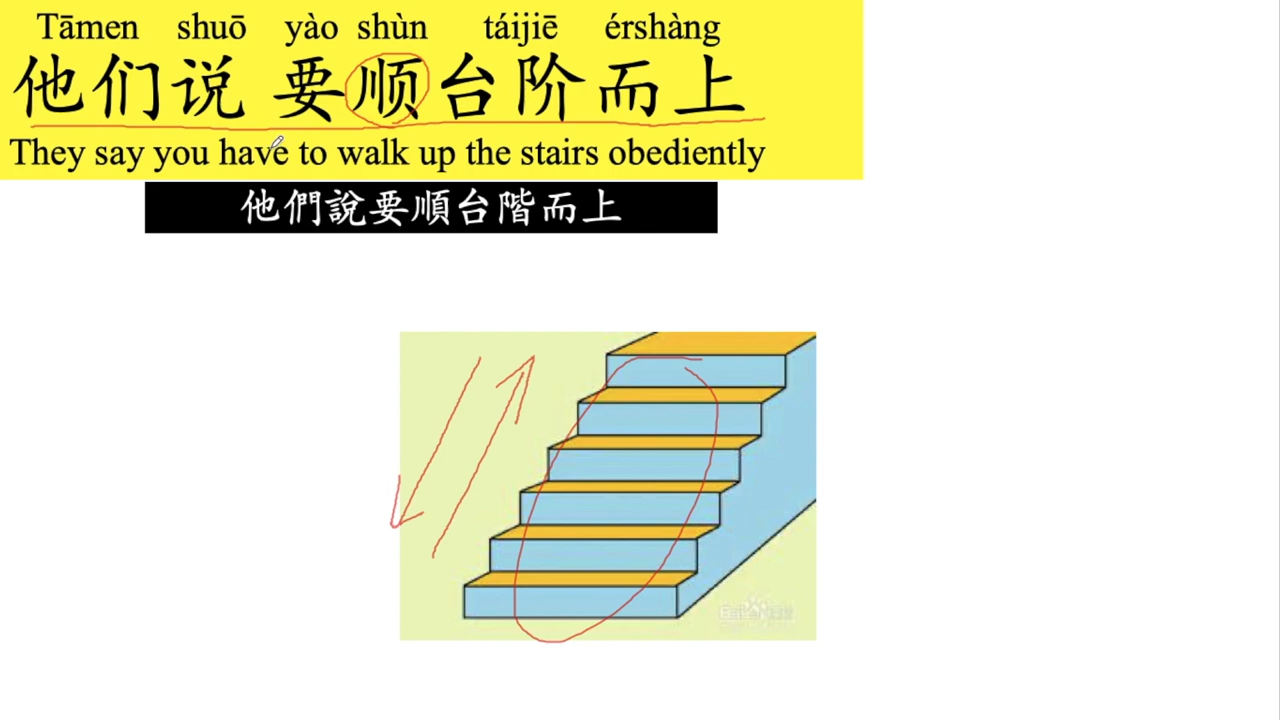 Tāmen shuō yào shùn táijiē érshàng
他们说 要顺台阶而上
They say you have to walk up the stairs obediently
他們說要順台階而上